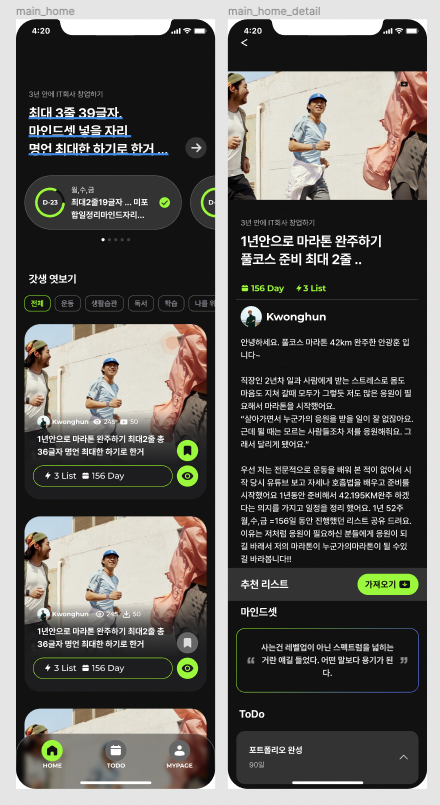 main_home
4:20
3년 안에 IT회사 창업하기
최대 3줄 39글자.
마인드셋 넣을 자리
명언 최대한 하기로 한거 ...
D-23
월,수,금
최대2줄19글자 ... 미포
함일정리마인드자리...
갓생 엿보기
전체
운동
생활습관
독서
학습
나를 위
Kwonghun
245
50
1년안으로 마라톤 완주하기 최대2줄 총
36글자 명언 최대한 하기로 한거
3 List
156 Day
Kwonghun
245
50
1년안으로 마라톤 완주하기 최대2줄 총
36글자 명언 최대한 하기로 한거
3 List
156 Day
HOME
TODO
MYPAGE
main_home_detail
4:20
3년 안에 IT회사 창업하기
1년안으로 마라톤 완주하기
풀코스 준비 최대 2줄 ..
156 Day
3 List
Kwonghun
안녕하세요. 풀코스 마라톤 42km 완주한 안광훈 입
니다~
직장인 2년차 일과 사람에게 받는 스트레스로 몸도
마음도 지쳐 갈때 모두가 그렇듯 저도 많은 응원이 필
요해서 마라톤을 시작했어요.
"살아가면서 누군가의 응원을 받을 일이 잘 없잖아요.
근데 뛸 때는 모르는 사람들조차 저를 응원해줘요. 그
래서 달리게 됐어요."
우선 저는 전문적으로 운동을 배워 본 적이 없어서 시
작 당시 유튜브 보고 자세나 호흡법을 배우고 준비를
시작했어요 1년동안 준비해서 42.195KM완주 하겠
다는 의지를 가지고 일정을 정리 했어요. 1년 52주
월,수,금 =156일 동안 진행했던 리스트 공유 드려요.
이유는 저처럼 응원이 필요하신 분들에게 응원이 되
길 바래서 저의 마라톤이 누군가의마라톤이 될 수있
길 바라봅니다!!
추천 리스트
가져오기
마인드셋
사는건 레벨업이 아닌 스펙트럼을 넓히는
거란 얘길 들었다. 어떤 말보다 용기가 된
다.
ToDo
포트폴리오 완성
90일